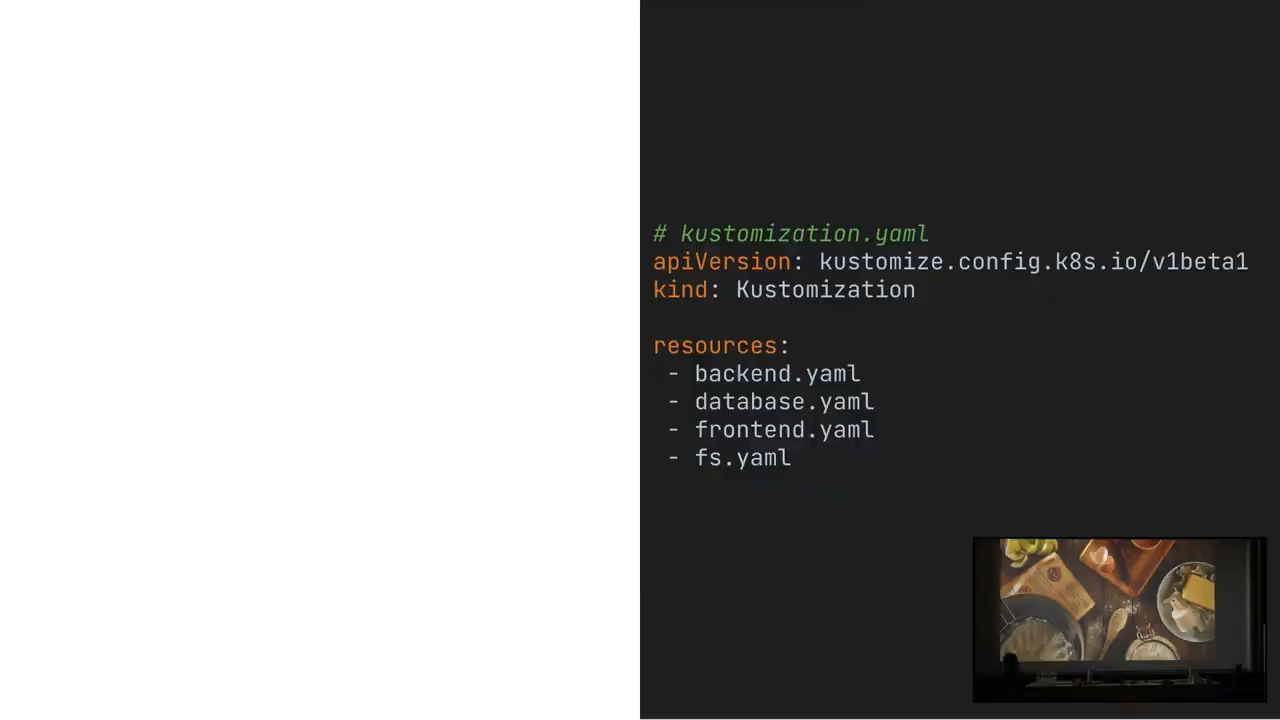 # kustomization.yaml
apiVersion: kustomize.config.k8s.io/v1beta1
kind: Kustomization

resources:
 - backend.yaml
 - database.yaml
 - frontend.yaml
 - fs.yaml